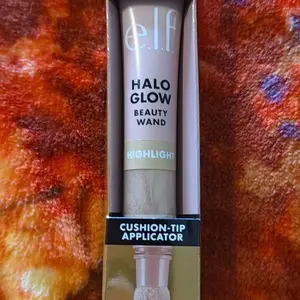 e.l.f.
HALO
GLOW
BEAUTY
WAND
HIGHLIGHT
CUSHION-TIP
APPLICATOR